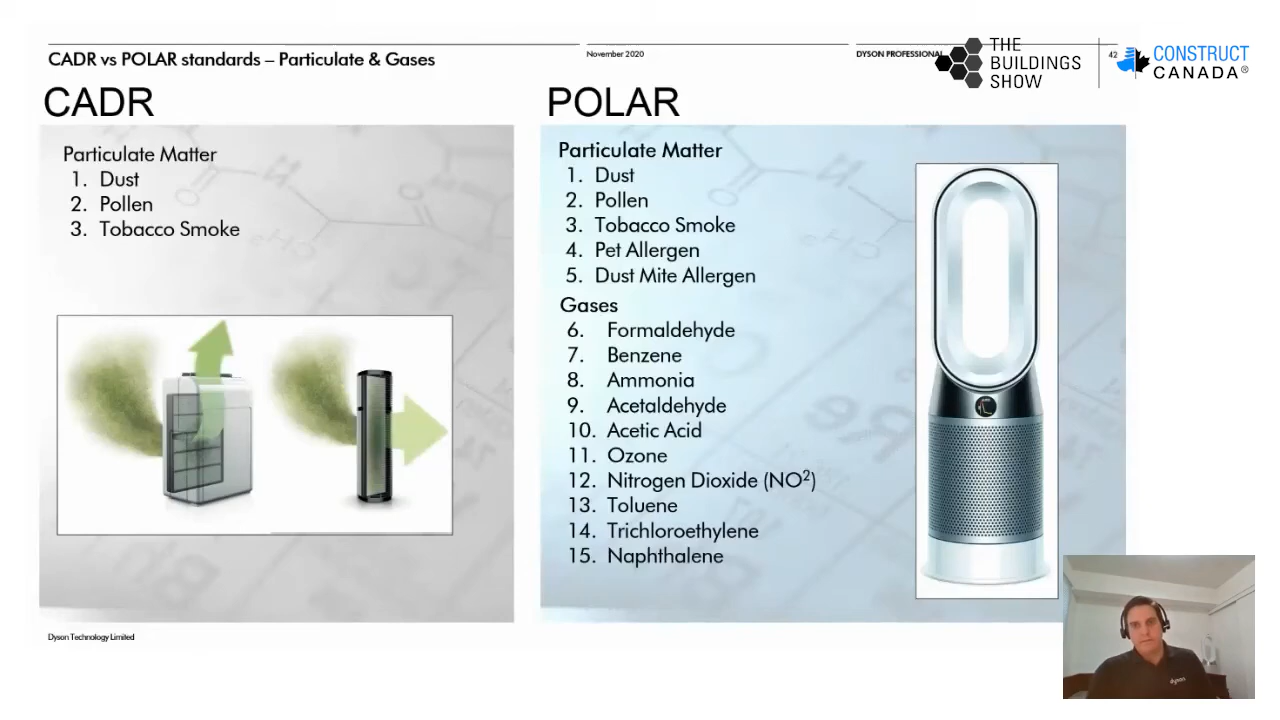 CADR vs POLAR standards – Particulate & Gases
November 2020
DYSON PROFESSIONAL
42
THE
BUILDINGS
SHOW
CONSTRUCT
CANADA®
CADR
Particulate Matter
1. Dust
2. Pollen
3. Tobacco Smoke
POLAR
Particulate Matter
1. Dust
2. Pollen
3. Tobacco Smoke
4. Pet Allergen
5. Dust Mite Allergen
Gases
6. Formaldehyde
7. Benzene
8. Ammonia
9. Acetaldehyde
10. Acetic Acid
11. Ozone
12. Nitrogen Dioxide (NO²)
13. Toluene
14. Trichloroethylene
15. Naphthalene
Dyson Technology Limited
dyson